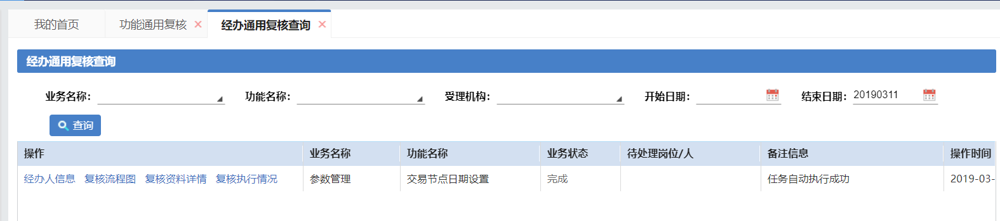 我的首页 功能通用复核 经办通用复核查询
经办通用复核查询
业务名称: 功能名称: 受理机构: 开始日期: 结束日期: 20190311
查询
操作 业务名称 功能名称 业务状态 待处理岗位/人 备注信息 操作时间
经办人信息 复核流程图 复核资料详情 复核执行情况 参数管理 交易节点日期设置 完成 任务自动执行成功 2019-03-